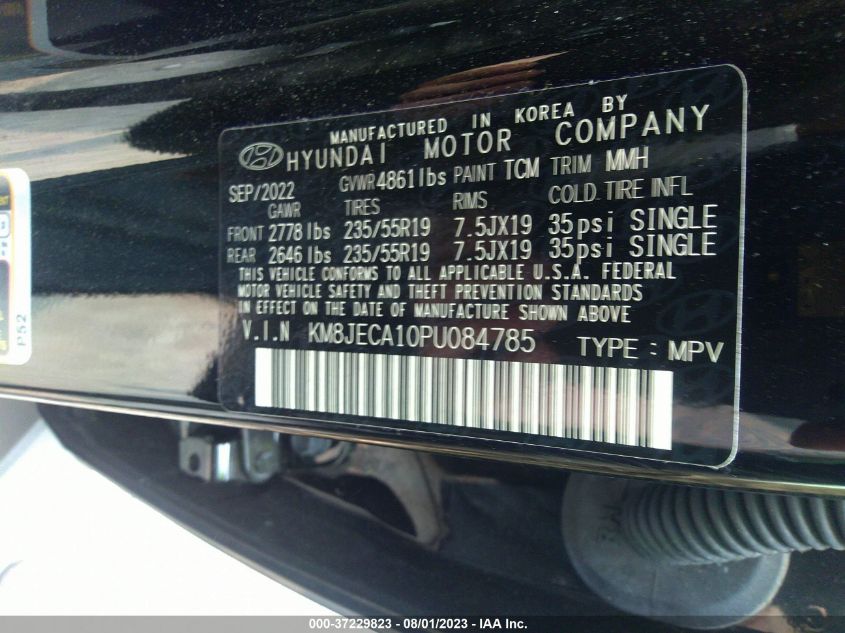 MANUFACTURED IN KOREA BY
HYUNDAI MOTOR COMPANY
SEP/2022 GVWR 4861lbs PAINT TCM TRIM MMH
GAWR TIRES RIMS COLD TIRE INFL
FRONT 2778 lbs 235/55R19 7.5JX19 35psi SINGLE
REAR 2646 lbs 235/55R19 7.5JX19 35psi SINGLE
THIS VEHICLE CONFORMS TO ALL APPLICABLE U.S.A. FEDERAL
MOTOR VEHICLE SAFETY AND THEFT PREVENTION STANDARDS
IN EFFECT ON THE DATE OF MANUFACTURE SHOWN ABOVE.
V.I.N KM8JECA10PU084785 TYPE : MPV
P52
000-37229823 - 08/01/2023 - IAA Inc.